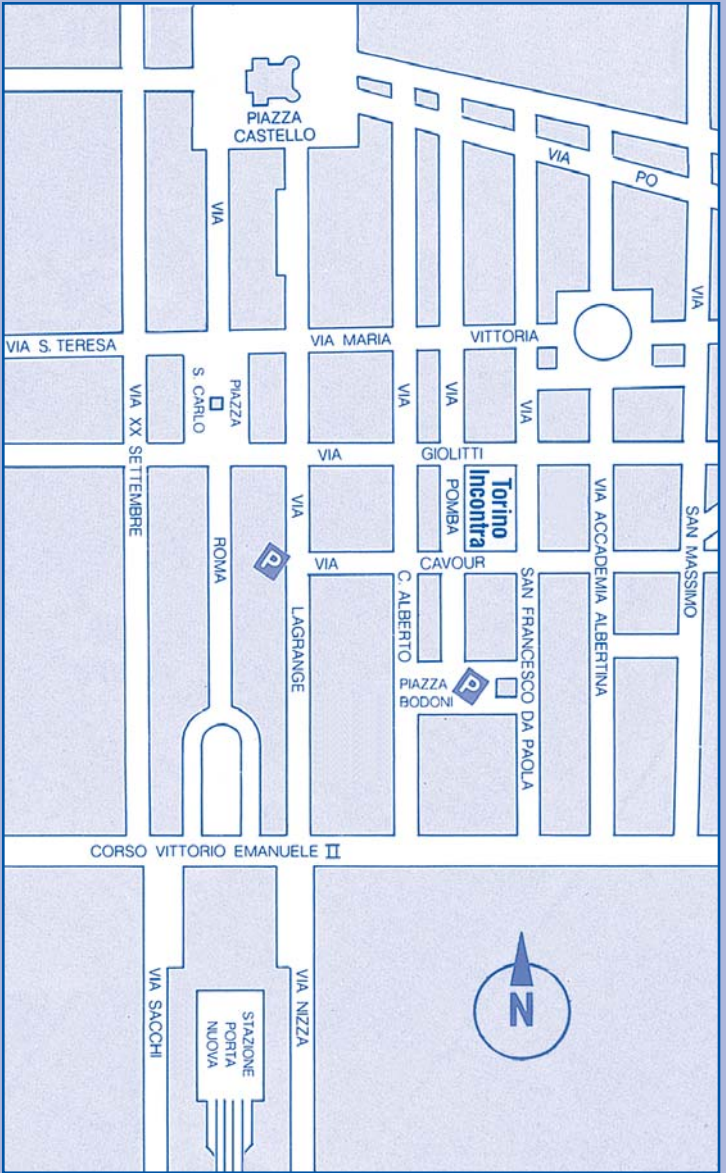 PIAZZA
CASTELLO
VIA
PO
VIA
VIA
VIA S. TERESA
VIA MARIA
VITTORIA
PIAZZA
S. CARLO
VIA XX SETTEMBRE
VIA
VIA
VIA
VIA
GIOLITTI
VIA
ROMA
P
LAGRANGE
Torino
Incontra
POMBA
VIA
CAVOUR
C. ALBERTO
SAN FRANCESCO DA PAOLA
VIA ACCADEMIA ALBERTINA
SAN MASSIMO
PIAZZA
BODONI
P
CORSO VITTORIO EMANUELE II
VIA SACCHI
STAZIONE
PORTA
NUOVA
VIA NIZZA
N